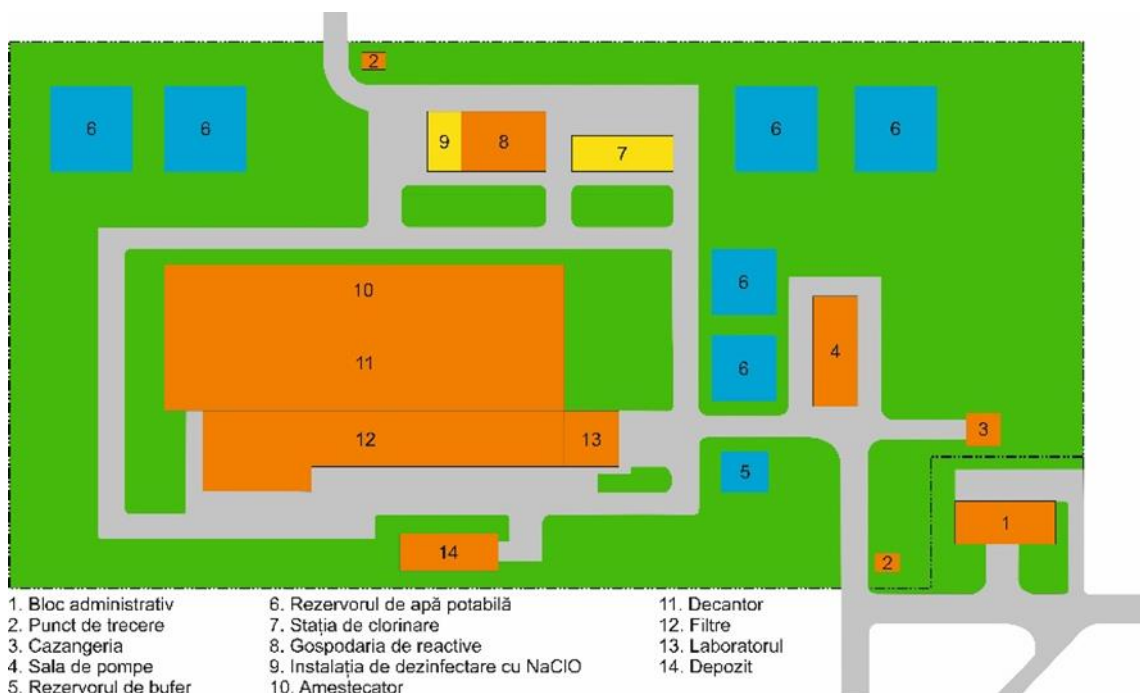 2
6
6
6
6
9
8
7
10
6
4
11
6
12
13
3
5
1
14
2
1. Bloc administrativ
2. Punct de trecere
3. Cazangeria
4. Sala de pompe
5. Rezervorul de bufer
6. Rezervorul de apă potabilă
7. Stația de clorinare
8. Gospodaria de reactive
9. Instalația de dezinfectare cu NaClO
10. Amestecator
11. Decantor
12. Filtre
13. Laboratorul
14. Depozit